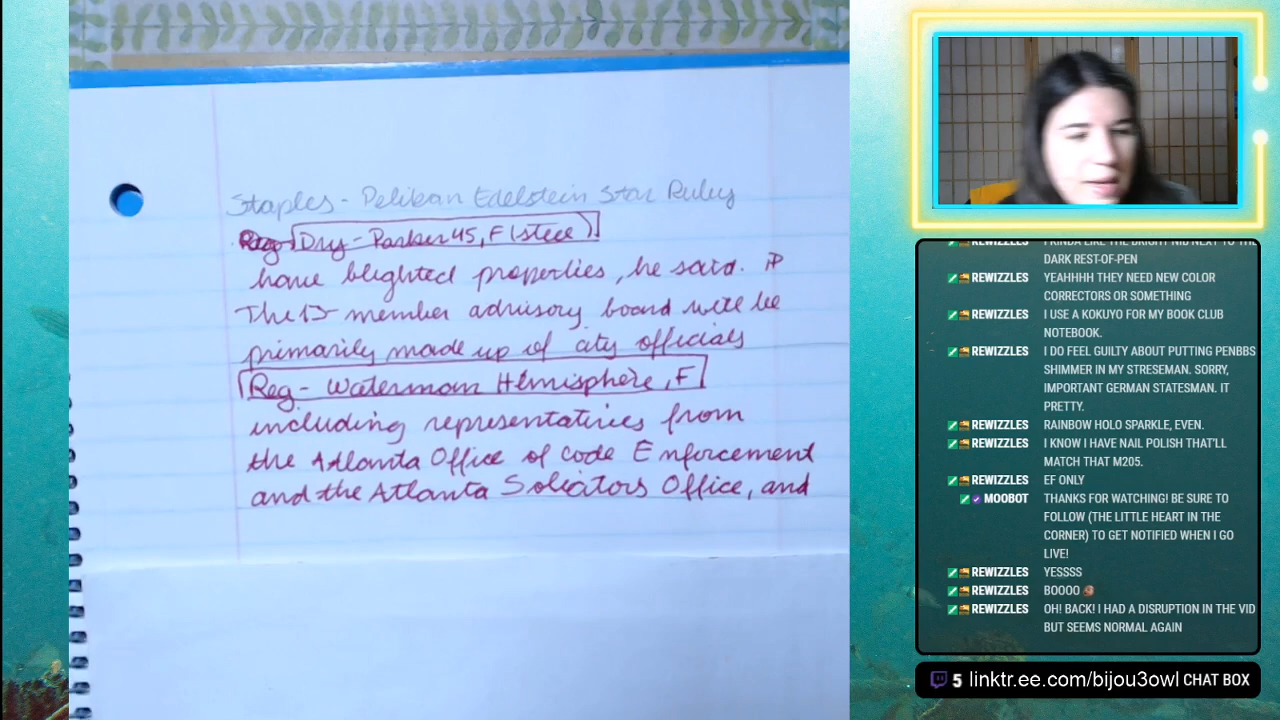 Staples - Pelikan Edelstein Star Ruby
Reg Dry - Parker 45, F (steel)
have blighted properties, he said. P
The 13-member advisory board will be
primarily made up of city officials
Reg - Waterman Hemisphere, F
including representatives from
the Atlanta Office of Code Enforcement
and the Atlanta Solicitors Office, and
REWIZZLES I KINDA LIKE THE BRIGHT NIB NEXT TO THE
DARK REST-OF-PEN
REWIZZLES YEAHHHH THEY NEED NEW COLOR
CORRECTORS OR SOMETHING
REWIZZLES I USE A KOKUYO FOR MY BOOK CLUB
NOTEBOOK.
REWIZZLES I DO FEEL GUILTY ABOUT PUTTING PENBBS
SHIMMER IN MY STRESEMAN. SORRY,
IMPORTANT GERMAN STATESMAN. IT
PRETTY.
REWIZZLES RAINBOW HOLO SPARKLE, EVEN.
REWIZZLES I KNOW I HAVE NAIL POLISH THAT'LL
MATCH THAT M205.
REWIZZLES EF ONLY
MOOBOT THANKS FOR WATCHING! BE SURE TO
FOLLOW (THE LITTLE HEART IN THE
CORNER) TO GET NOTIFIED WHEN I GO
LIVE!
REWIZZLES YESSSS
REWIZZLES BOOOO
REWIZZLES OH! BACK! I HAD A DISRUPTION IN THE VID
BUT SEEMS NORMAL AGAIN
5 linktr.ee.com/bijou3owl CHAT BOX